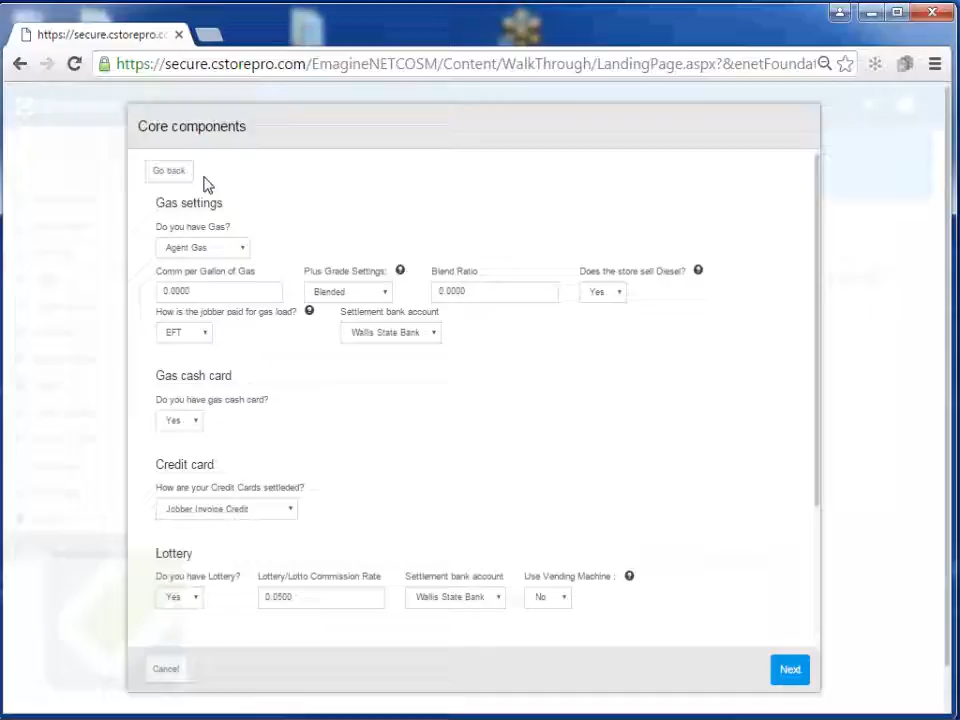 https://secure.cstorepro.cc
https://secure.cstorepro.com/EmagineNETCOSM/Content/WalkThrough/LandingPage.aspx?&enetFoundat
Core components
Go back
Gas settings
Do you have Gas?
Agent Gas
Comm per Gallon of Gas Plus Grade Settings: Blend Ratio Does the store sell Diesel?
0.0000 Blended 0.0000 Yes
How is the jobber paid for gas load? Settlement bank account
EFT Wallis State Bank
Gas cash card
Do you have gas cash card?
Yes
Credit card
How are your Credit Cards settleded?
Jobber Invoice Credit
Lottery
Do you have Lottery? Lottery/Lotto Commission Rate Settlement bank account Use Vending Machine :
Yes 0.0500 Wallis State Bank No
Cancel Next